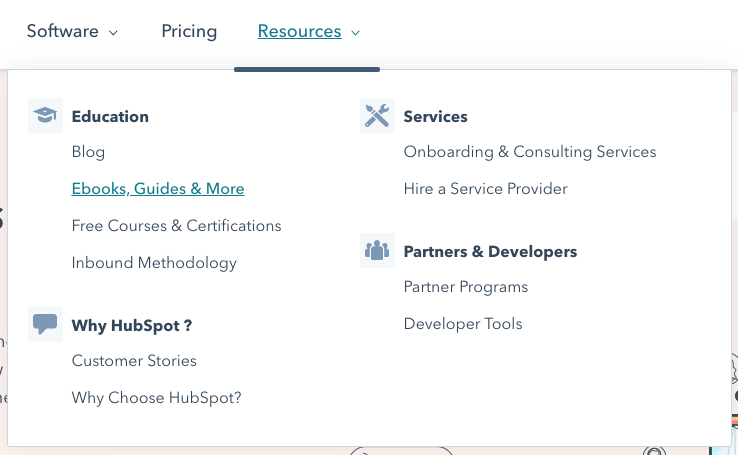 Software
Pricing
Resources
Education
Blog
Ebooks, Guides & More
Free Courses & Certifications
Inbound Methodology
Why HubSpot ?
Customer Stories
Why Choose HubSpot?
Services
Onboarding & Consulting Services
Hire a Service Provider
Partners & Developers
Partner Programs
Developer Tools